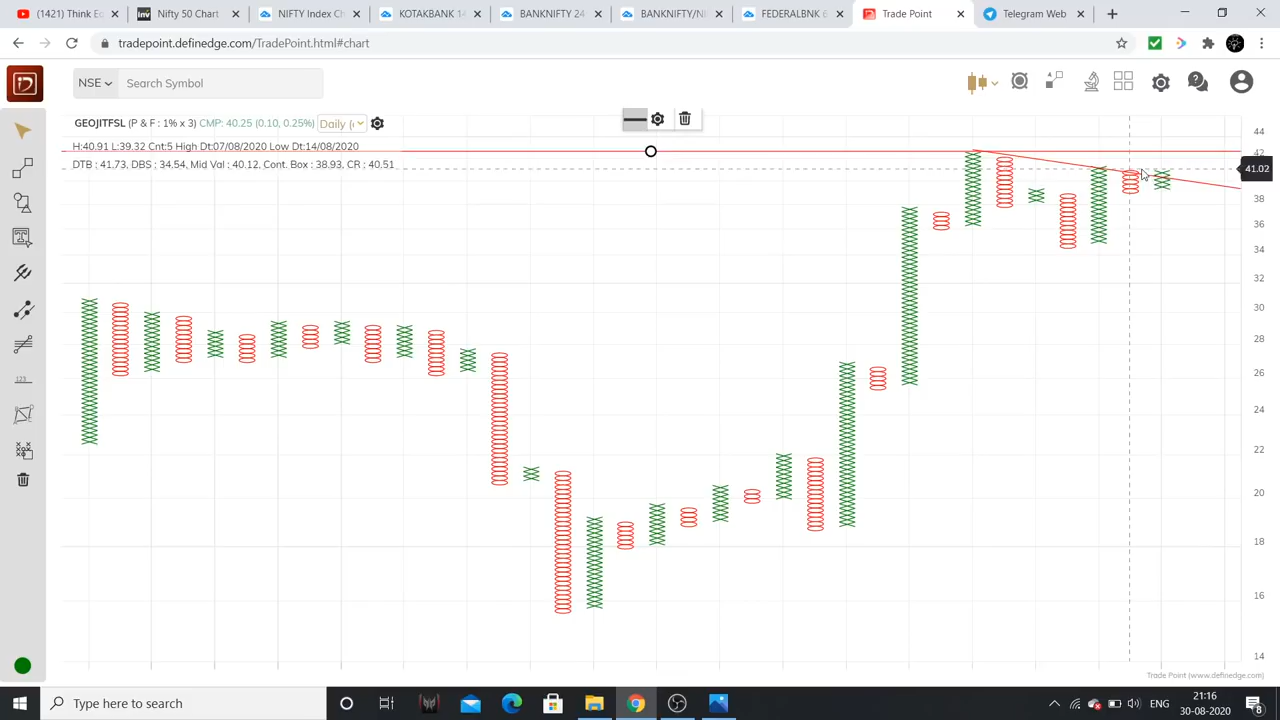 (1421) Think E
Nifty 50 Chart
NIFTY Index Ch
KOTAKBANK
BANKNIFTY 24
BANKNIFTY/N
FEDERALBNK 6
Trade Point
Telegram Web
tradepoint.definedge.com/TradePoint.html#chart
NSE
Search Symbol
GEOJITFSL (P & F : 1% x 3) CMP: 40.25 (0.10, 0.25%)
Daily (
H:40.91 L:39.32 Cnt:5 High Dt:07/08/2020 Low Dt:14/08/2020
DTB : 41.73, DBS : 34.54, Mid Val : 40.12, Cont. Box : 38.93, CR : 40.51
44
42
41.02
38
36
34
32
30
28
26
24
22
20
18
16
14
123
Trade Point (www.definedge.com)
Type here to search
ENG
21:16
30-08-2020
8